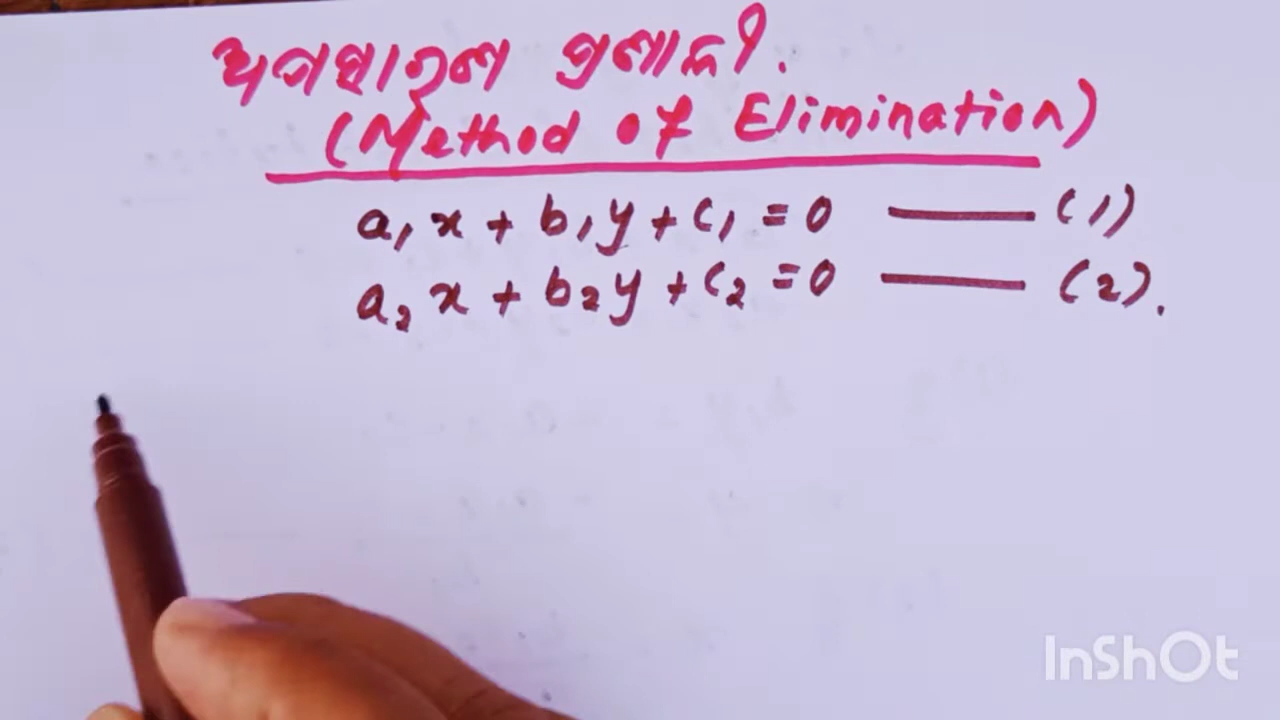 ଅପସାରଣ ପ୍ରଣାଳୀ.
(Method of Elimination)
a₁x + b₁y + c₁ = 0 —— (1)
a₂x + b₂y + c₂ = 0 —— (2).
InShOt